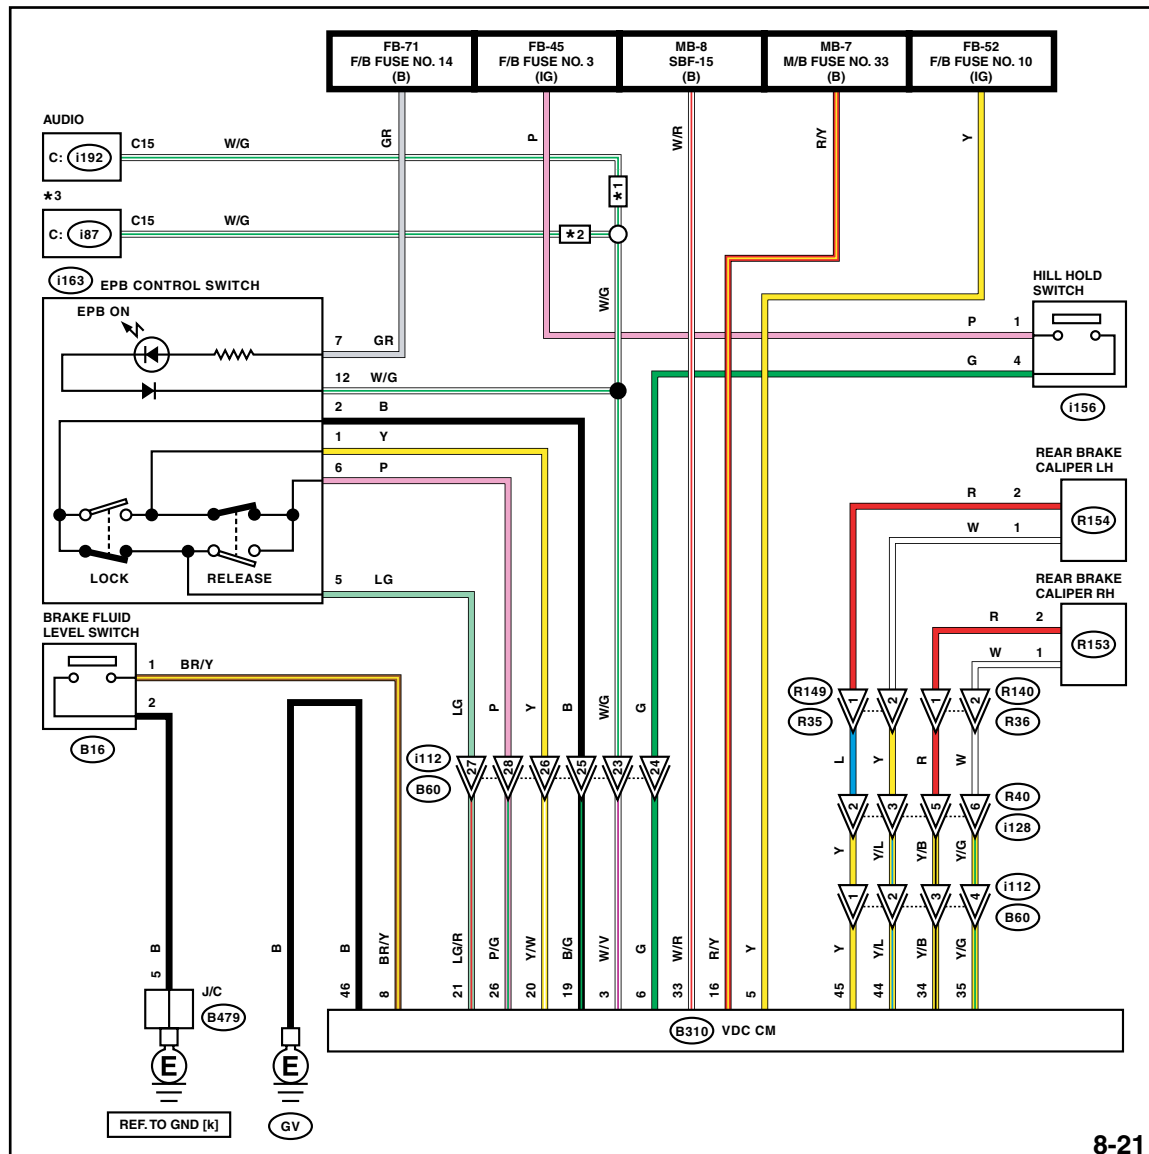 FB-71
F/B FUSE NO. 14
(B)
FB-45
F/B FUSE NO. 3
(IG)
MB-8
SBF-15
(B)
MB-7
M/B FUSE NO. 33
(B)
FB-52
F/B FUSE NO. 10
(IG)
GR
P
W/R
R/Y
Y
AUDIO
C: i192
C15
W/G
*3
C: i87
C15
W/G
*1
*2
W/G
i163
EPB CONTROL SWITCH
EPB ON
7 GR
12 W/G
2 B
1 Y
6 P
5 LG
LOCK
RELEASE
HILL HOLD
SWITCH
P 1
G 4
i156
REAR BRAKE
CALIPER LH
R 2
W 1
R154
REAR BRAKE
CALIPER RH
R 2
W 1
R153
BRAKE FLUID
LEVEL SWITCH
1 BR/Y
2
B16
LG
P
Y
B
W/G
G
i112
B60
27
28
26
25
23
24
R149
R35
1
2
1
2
R140
R36
L
Y
R
W
2
3
5
6
R40
i128
Y
Y/L
Y/B
Y/G
1
2
3
4
i112
B60
B
5
J/C
B479
E
REF. TO GND [k]
B
E
GV
B
46
BR/Y
8
LG/R
21
P/G
26
Y/W
20
B/G
19
W/V
3
G
6
W/R
33
R/Y
16
Y
5
Y
45
Y/L
44
Y/B
34
Y/G
35
B310 VDC CM
8-21